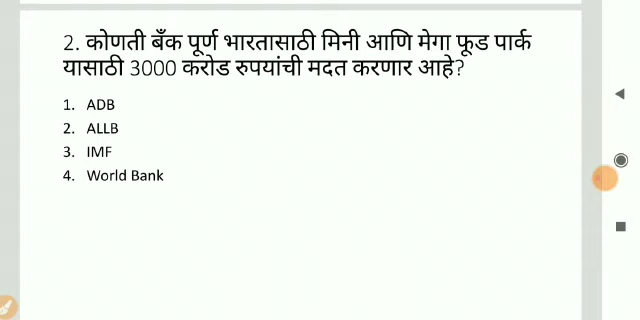 2. कोणती बँक पूर्ण भारतासाठी मिनी आणि मेगा फूड पार्क
यासाठी 3000 करोड रुपयांची मदत करणार आहे?
1. ADB
2. ALLB
3. IMF
4. World Bank